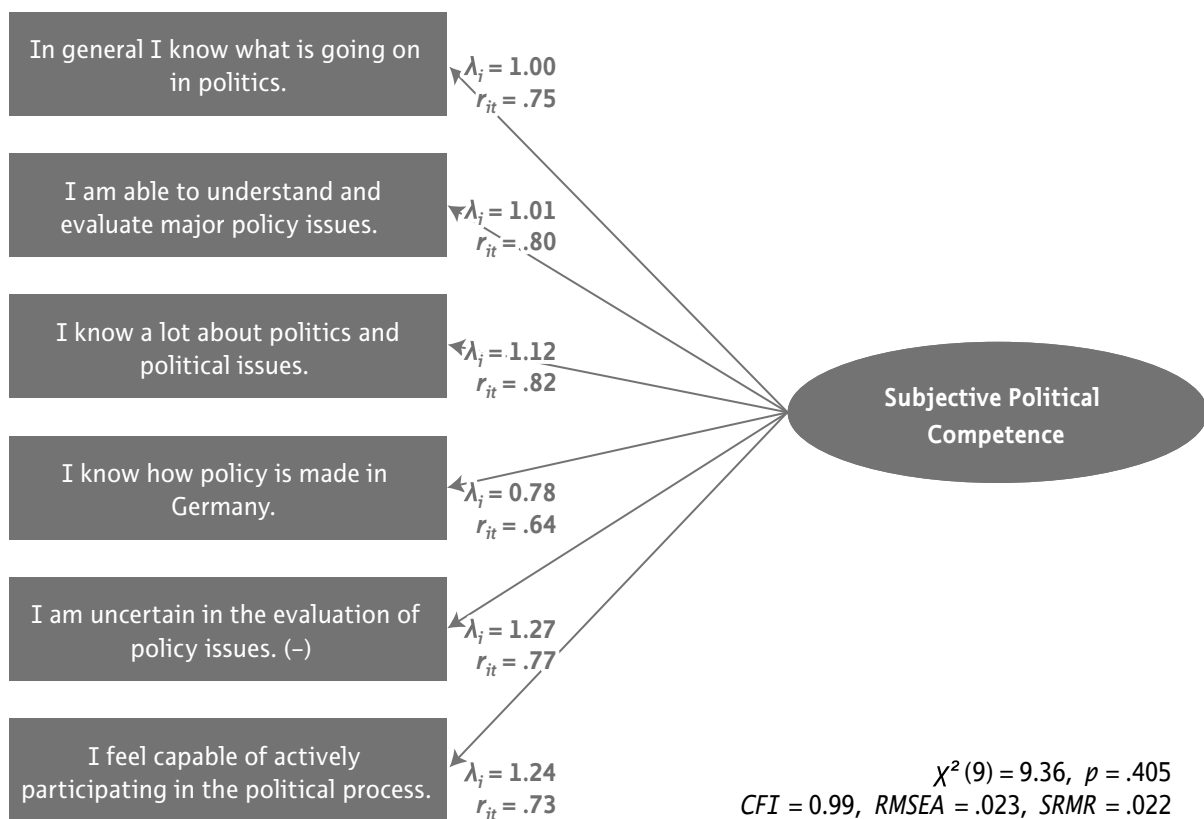 In general I know what is going on
in politics.
λi = 1.00
rit = .75
I am able to understand and
evaluate major policy issues.
λi = 1.01
rit = .80
I know a lot about politics and
political issues.
λi = 1.12
rit = .82
Subjective Political
Competence
I know how policy is made in
Germany.
λi = 0.78
rit = .64
I am uncertain in the evaluation of
policy issues. (–)
λi = 1.27
rit = .77
I feel capable of actively
participating in the political process.
λi = 1.24
rit = .73
χ² (9) = 9.36, p = .405
CFI = 0.99, RMSEA = .023, SRMR = .022